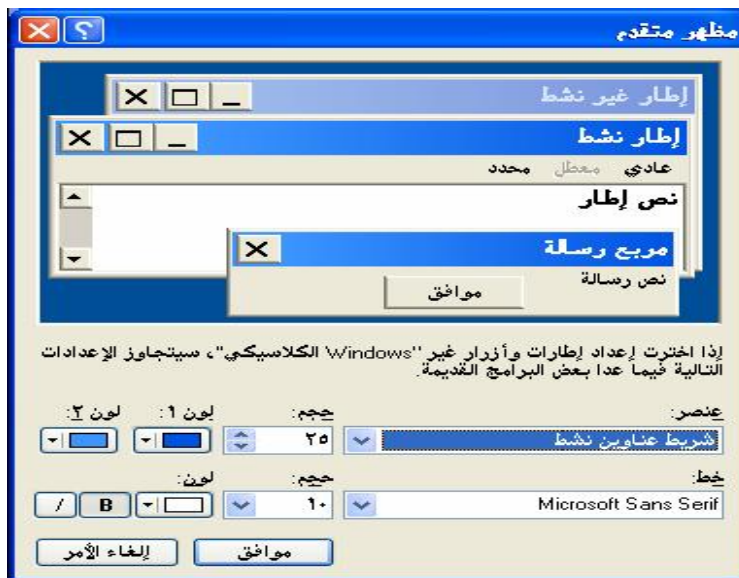 مظهر متقدم
إطار غير نشط
إطار نشط
عادي معطل محدد
نص إطار
مربع رسالة
نص رسالة
موافق
إذا اخترت إعداد إطارات وأزرار غير "Windows الكلاسيكي"، سيتجاوز الإعدادات
التالية فيما عدا بعض البرامج القديمة.
عنصر: حجم: لون ١: لون ٢:
شريط عناوين نشط ٢٥
خط: حجم: لون:
Microsoft Sans Serif ١٠ B /
موافق إلغاء الأمر